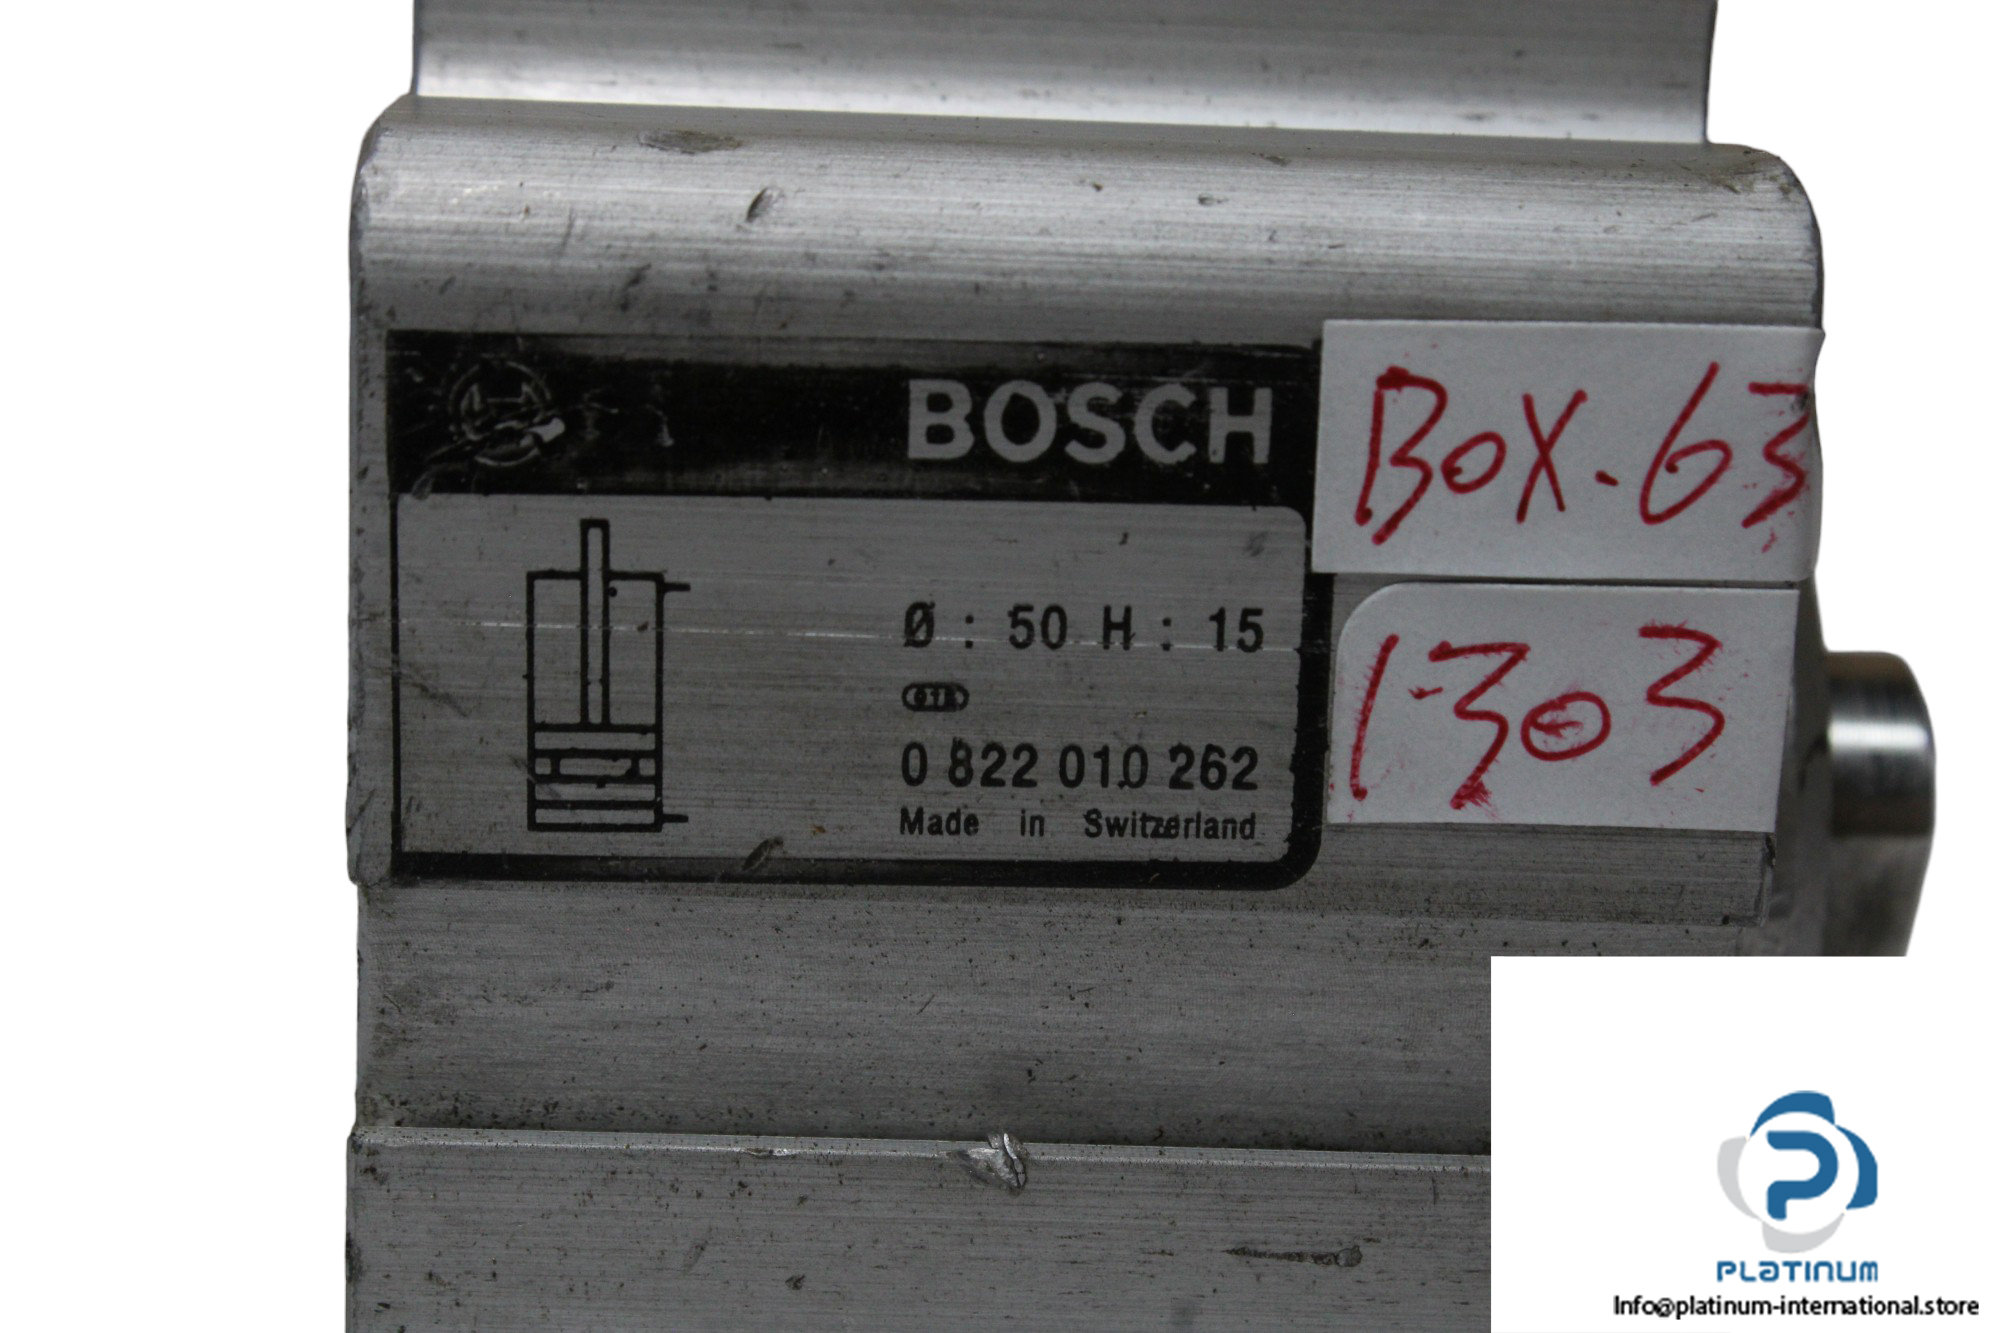 BOSCH
Ø : 50 H : 15
0 822 010 262
Made in Switzerland
BOX.63
1303
PLATINUM
Info@platinum-international.store